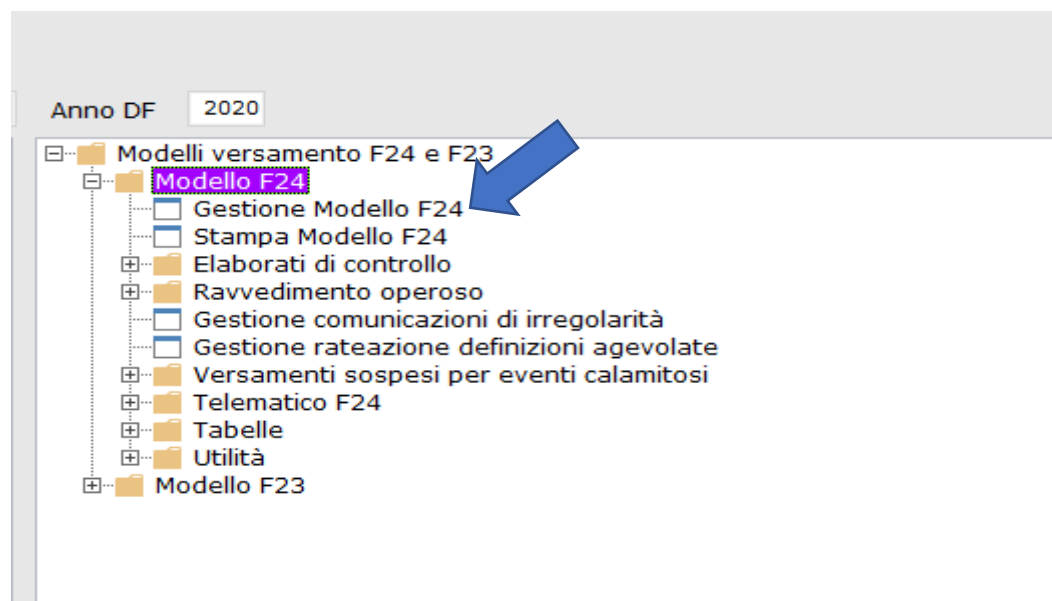 Anno DF 2020
Modelli versamento F24 e F23
Modello F24
Gestione Modello F24
Stampa Modello F24
Elaborati di controllo
Ravvedimento operoso
Gestione comunicazioni di irregolarità
Gestione rateazione definizioni agevolate
Versamenti sospesi per eventi calamitosi
Telematico F24
Tabelle
Utilità
Modello F23